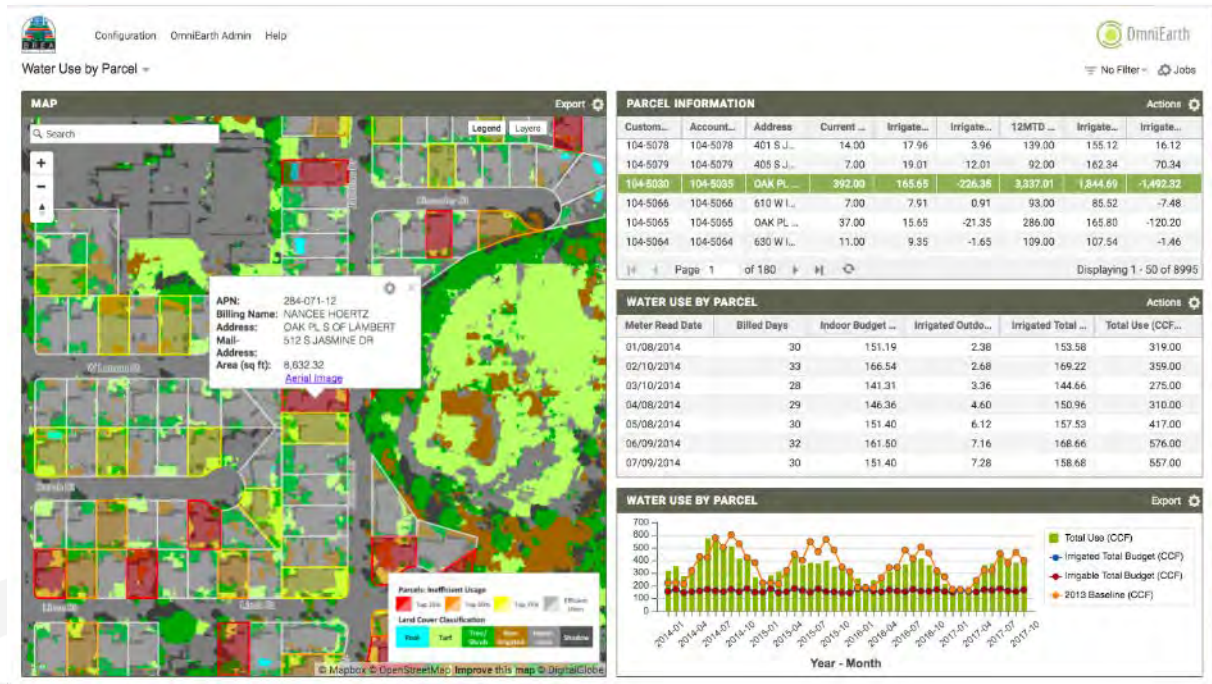 BREA
Configuration OmniEarth Admin Help
OmniEarth
Water Use by Parcel
No Filter Jobs
MAP Export
Search
Legend Layers
+
-
APN: 284-071-12
Billing Name: NANCEE HOERTZ
Address: OAK PL S OF LAMBERT
Mail- 512 S JASMINE DR
Address:
Area (sq ft): 8,632.32
Aerial Image
Parcels: Inefficient Usage
Top 25% Top 50% Top 75% Efficient Users
Land Cover Classification
Pool Turf Tree/ Shrub Non-Irrigated Shadow
© Mapbox © OpenStreetMap Improve this map © DigitalGlobe
PARCEL INFORMATION Actions
Custom... Account... Address Current ... Irrigate... Irrigate... 12MTD ... Irrigate... Irrigate...
104-5078 104-5078 401 S J... 14.00 17.96 3.96 139.00 155.12 16.12
104-5079 104-5079 405 S J... 7.00 19.01 12.01 92.00 162.34 70.34
104-5030 104-5035 OAK PL ... 392.00 165.65 -226.35 3,337.01 1,844.69 -1,492.32
104-5066 104-5066 610 W I... 7.00 7.91 0.91 93.00 85.52 -7.48
104-5065 104-5065 OAK PL ... 37.00 15.65 -21.35 286.00 165.80 -120.20
104-5064 104-5064 630 W I... 11.00 9.35 -1.65 109.00 107.54 -1.46
Page 1 of 180 Displaying 1 - 50 of 8995
WATER USE BY PARCEL Actions
Meter Read Date Billed Days Indoor Budget ... Irrigated Outdo... Irrigated Total ... Total Use (CCF...
01/08/2014 30 151.19 2.38 153.58 319.00
02/10/2014 33 166.54 2.68 169.22 359.00
03/10/2014 28 141.31 3.36 144.66 275.00
04/08/2014 29 146.36 4.60 150.96 310.00
05/08/2014 30 151.40 6.12 157.53 417.00
06/09/2014 32 161.50 7.16 168.66 576.00
07/09/2014 30 151.40 7.28 158.68 557.00
WATER USE BY PARCEL Export
700
600
500
400
300
200
100
0
Total Use (CCF)
Irrigated Total Budget (CCF)
Irrigable Total Budget (CCF)
2013 Baseline (CCF)
2014-01 2014-04 2014-07 2014-10 2015-01 2015-04 2015-07 2015-10 2016-01 2016-04 2016-07 2016-10 2017-01 2017-04 2017-07 2017-10
Year - Month